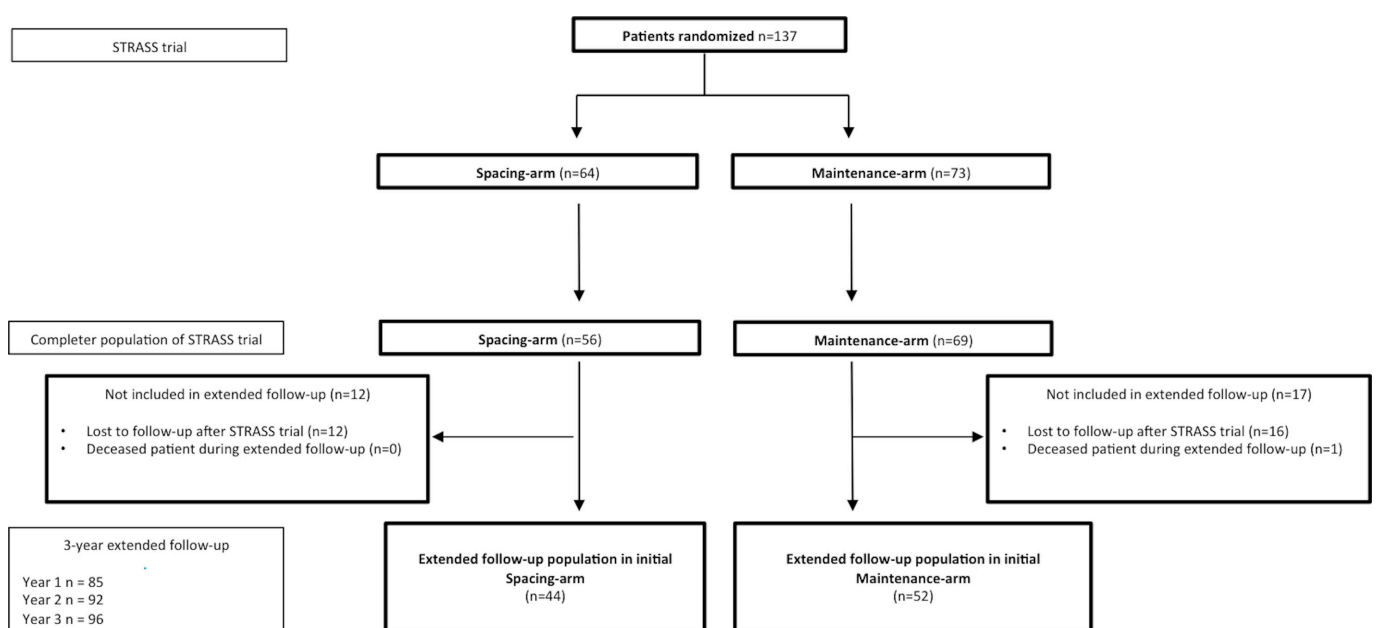 STRASS trial
Patients randomized n=137
Spacing-arm (n=64)
Maintenance-arm (n=73)
Completer population of STRASS trial
Spacing-arm (n=56)
Maintenance-arm (n=69)
Not included in extended follow-up (n=12)
• Lost to follow-up after STRASS trial (n=12)
• Deceased patient during extended follow-up (n=0)
Not included in extended follow-up (n=17)
• Lost to follow-up after STRASS trial (n=16)
• Deceased patient during extended follow-up (n=1)
3-year extended follow-up
Year 1 n = 85
Year 2 n = 92
Year 3 n = 96
Extended follow-up population in initial
Spacing-arm
(n=44)
Extended follow-up population in initial
Maintenance-arm
(n=52)